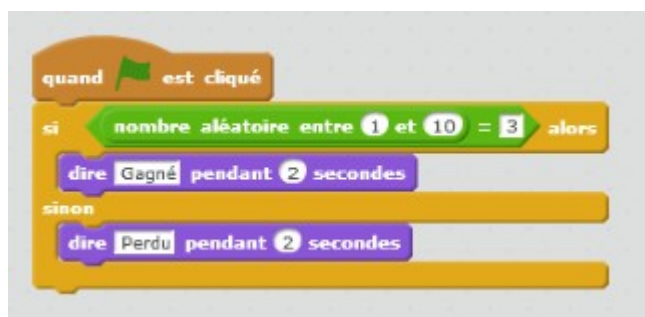 quand est cliqué
si nombre aléatoire entre 1 et 10 = 3 alors
dire Gagné pendant 2 secondes
sinon
dire Perdu pendant 2 secondes